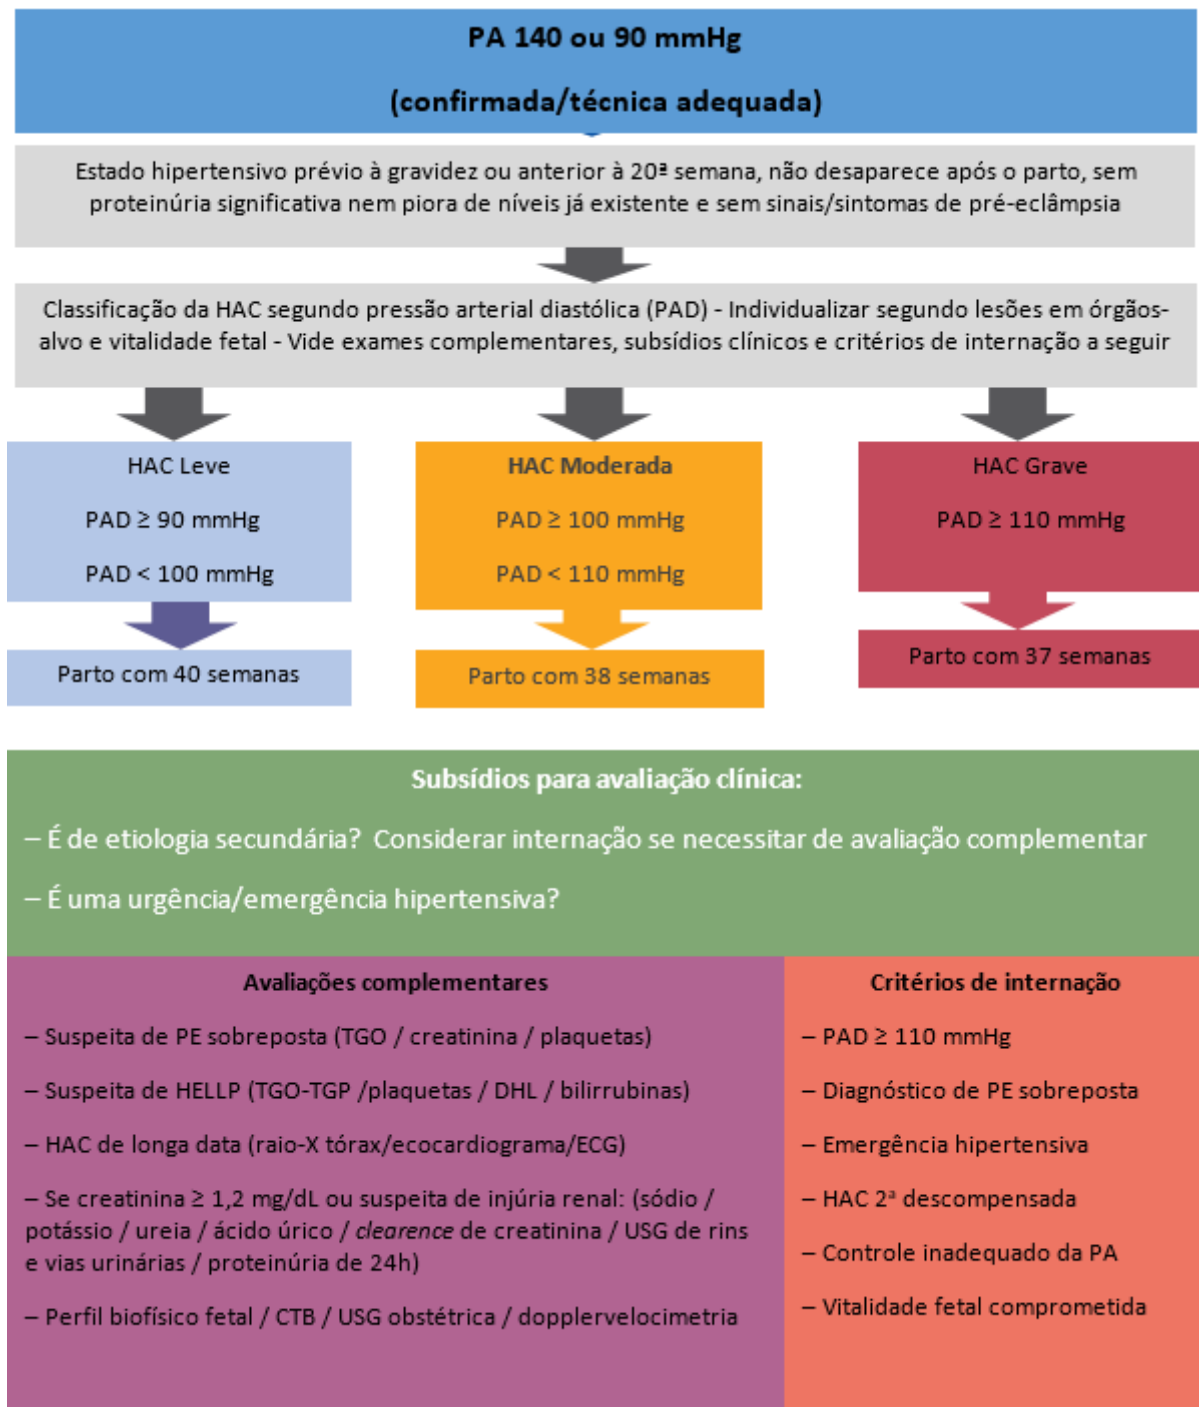 PA 140 ou 90 mmHg
(confirmada/técnica adequada)
Estado hipertensivo prévio à gravidez ou anterior à 20ª semana, não desaparece após o parto, sem
proteinúria significativa nem piora de níveis já existente e sem sinais/sintomas de pré-eclâmpsia
Classificação da HAC segundo pressão arterial diastólica (PAD) - Individualizar segundo lesões em órgãos-
alvo e vitalidade fetal - Vide exames complementares, subsídios clínicos e critérios de internação a seguir
HAC Leve
PAD ≥ 90 mmHg
PAD < 100 mmHg
Parto com 40 semanas
HAC Moderada
PAD ≥ 100 mmHg
PAD < 110 mmHg
Parto com 38 semanas
HAC Grave
PAD ≥ 110 mmHg
Parto com 37 semanas
Subsídios para avaliação clínica:
– É de etiologia secundária? Considerar internação se necessitar de avaliação complementar
– É uma urgência/emergência hipertensiva?
Avaliações complementares
– Suspeita de PE sobreposta (TGO / creatinina / plaquetas)
– Suspeita de HELLP (TGO-TGP /plaquetas / DHL / bilirrubinas)
– HAC de longa data (raio-X tórax/ecocardiograma/ECG)
– Se creatinina ≥ 1,2 mg/dL ou suspeita de injúria renal: (sódio /
potássio / ureia / ácido úrico / clearence de creatinina / USG de rins
e vias urinárias / proteinúria de 24h)
– Perfil biofísico fetal / CTB / USG obstétrica / dopplervelocimetria
Critérios de internação
– PAD ≥ 110 mmHg
– Diagnóstico de PE sobreposta
– Emergência hipertensiva
– HAC 2ª descompensada
– Controle inadequado da PA
– Vitalidade fetal comprometida